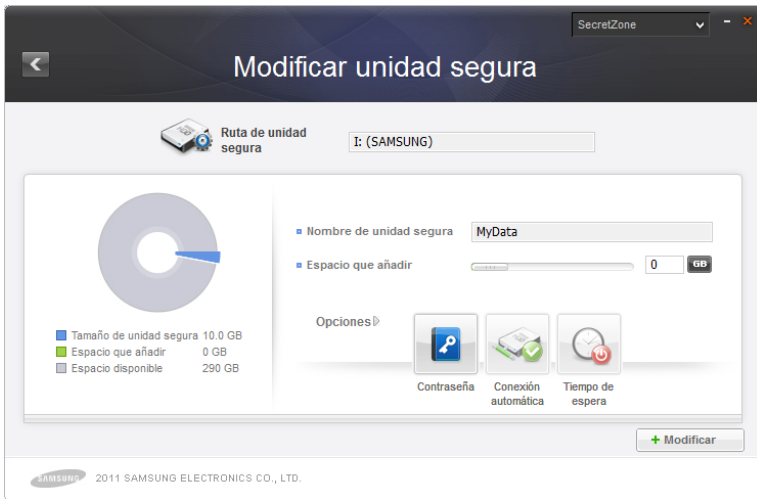 SecretZone
Modificar unidad segura
Ruta de unidad
segura
I: (SAMSUNG)
Nombre de unidad segura
MyData
Espacio que añadir
0
GB
Tamaño de unidad segura 10.0 GB
Espacio que añadir 0 GB
Espacio disponible 290 GB
Opciones
Contraseña
Conexión
automática
Tiempo de
espera
+ Modificar
SAMSUNG
2011 SAMSUNG ELECTRONICS CO., LTD.